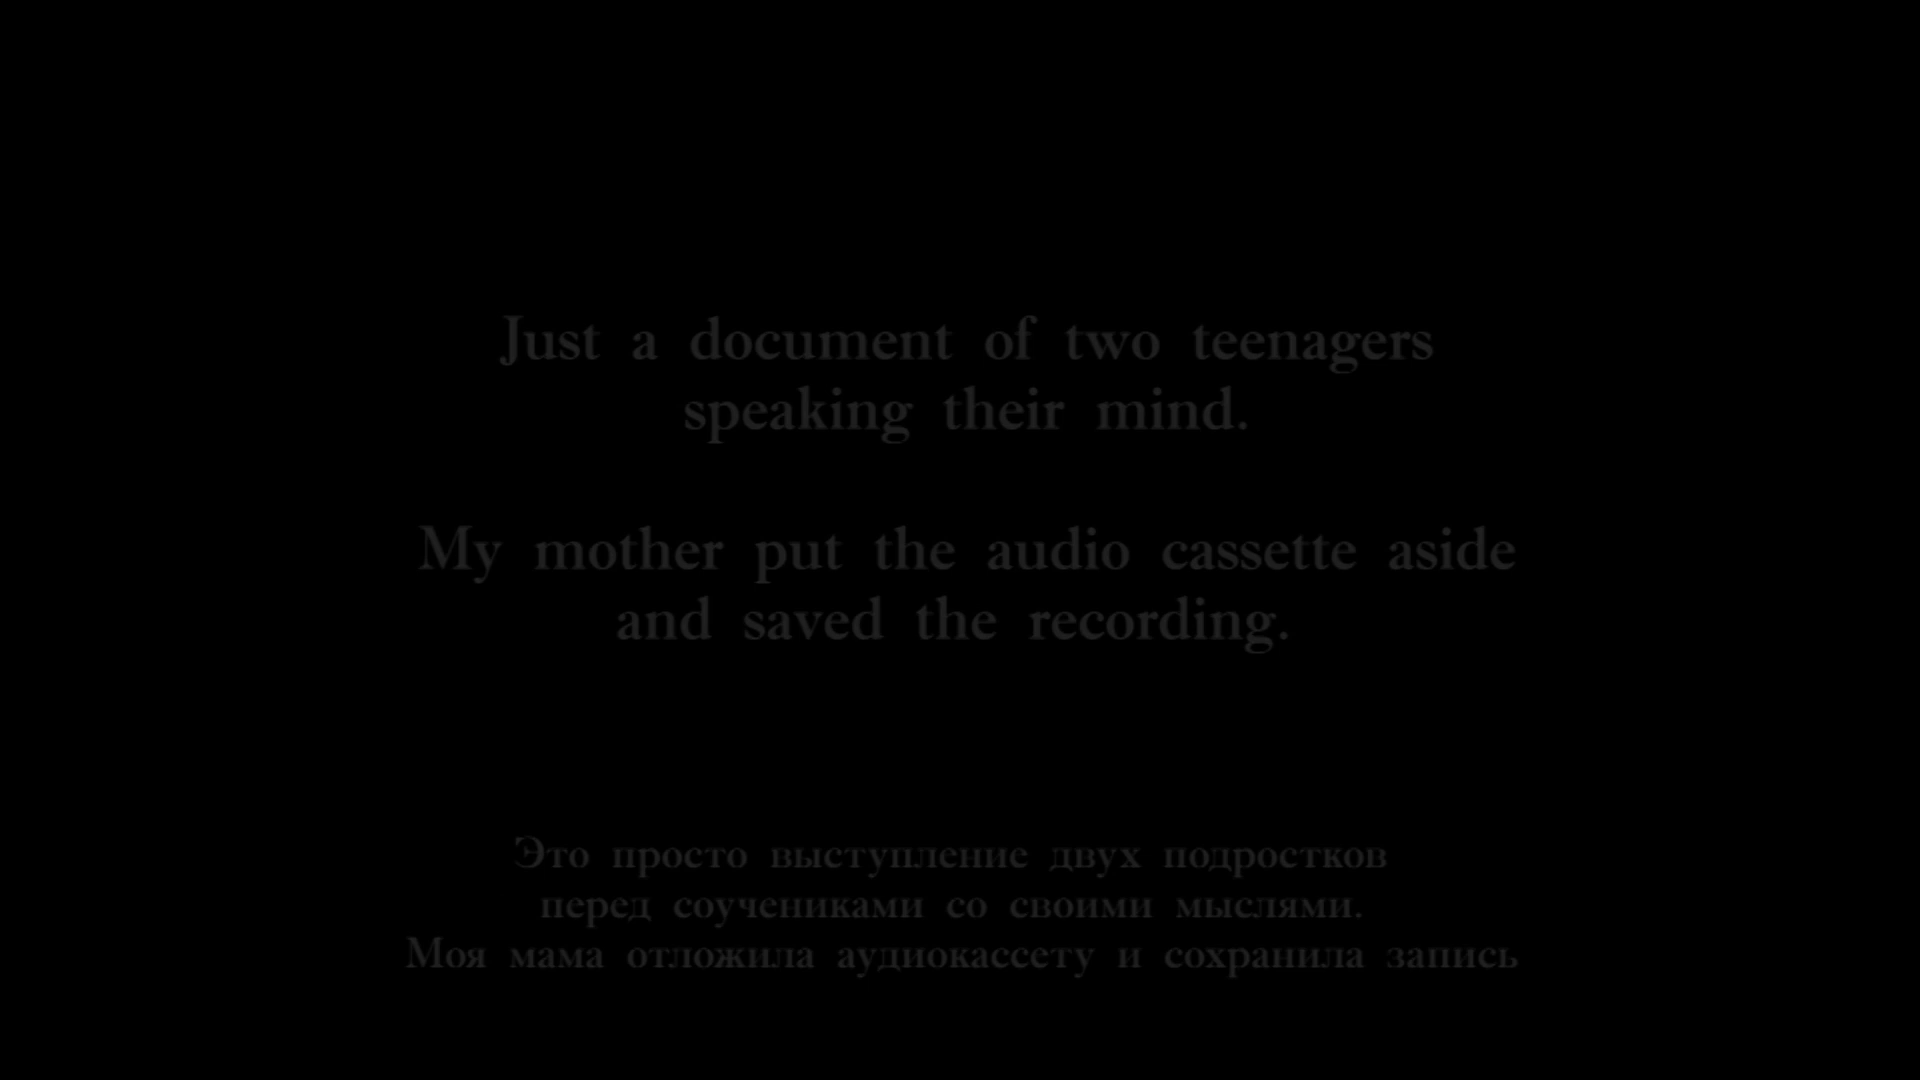 Just a document of two teenagers
speaking their mind.
My mother put the audio cassette aside
and saved the recording.
Это просто выступление двух подростков
перед соучениками со своими мыслями.
Моя мама отложила аудиокассету и сохранила запись